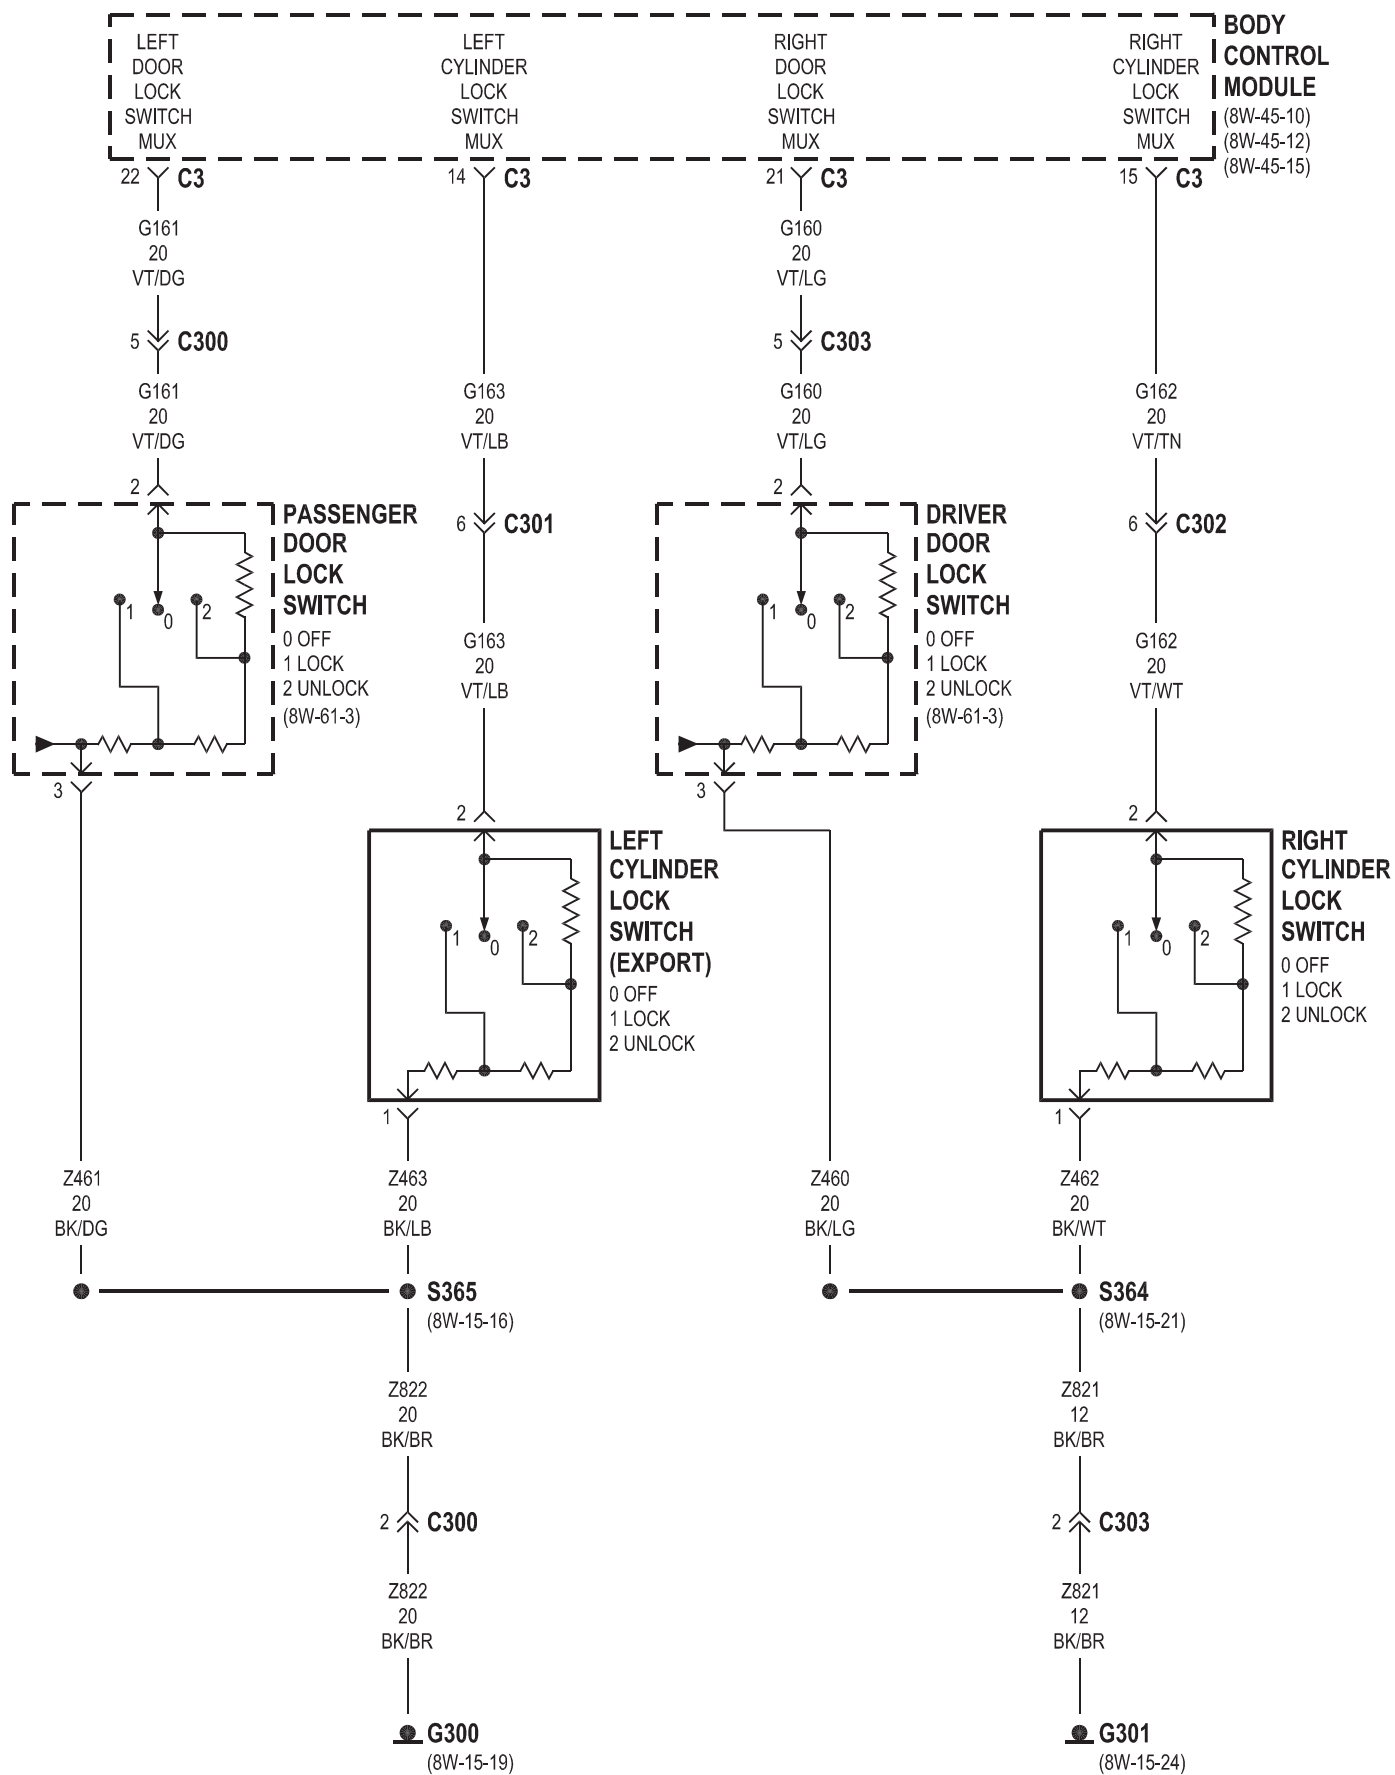 LEFT
DOOR
LOCK
SWITCH
MUX
LEFT
CYLINDER
LOCK
SWITCH
MUX
RIGHT
DOOR
LOCK
SWITCH
MUX
RIGHT
CYLINDER
LOCK
SWITCH
MUX
BODY
CONTROL
MODULE
(8W-45-10)
(8W-45-12)
(8W-45-15)
22 C3
14 C3
21 C3
15 C3
G161
20
VT/DG
G160
20
VT/LG
5 C300
5 C303
G161
20
VT/DG
G163
20
VT/LB
G160
20
VT/LG
G162
20
VT/TN
2
2
6 C301
6 C302
PASSENGER
DOOR
LOCK
SWITCH
0 OFF
1 LOCK
2 UNLOCK
(8W-61-3)
1
0
2
3
G163
20
VT/LB
DRIVER
DOOR
LOCK
SWITCH
0 OFF
1 LOCK
2 UNLOCK
(8W-61-3)
1
0
2
3
G162
20
VT/WT
2
LEFT
CYLINDER
LOCK
SWITCH
(EXPORT)
0 OFF
1 LOCK
2 UNLOCK
1
0
2
1
2
RIGHT
CYLINDER
LOCK
SWITCH
0 OFF
1 LOCK
2 UNLOCK
1
0
2
1
Z461
20
BK/DG
Z463
20
BK/LB
Z460
20
BK/LG
Z462
20
BK/WT
S365
(8W-15-16)
S364
(8W-15-21)
Z822
20
BK/BR
Z821
12
BK/BR
2 C300
2 C303
Z822
20
BK/BR
Z821
12
BK/BR
G300
(8W-15-19)
G301
(8W-15-24)